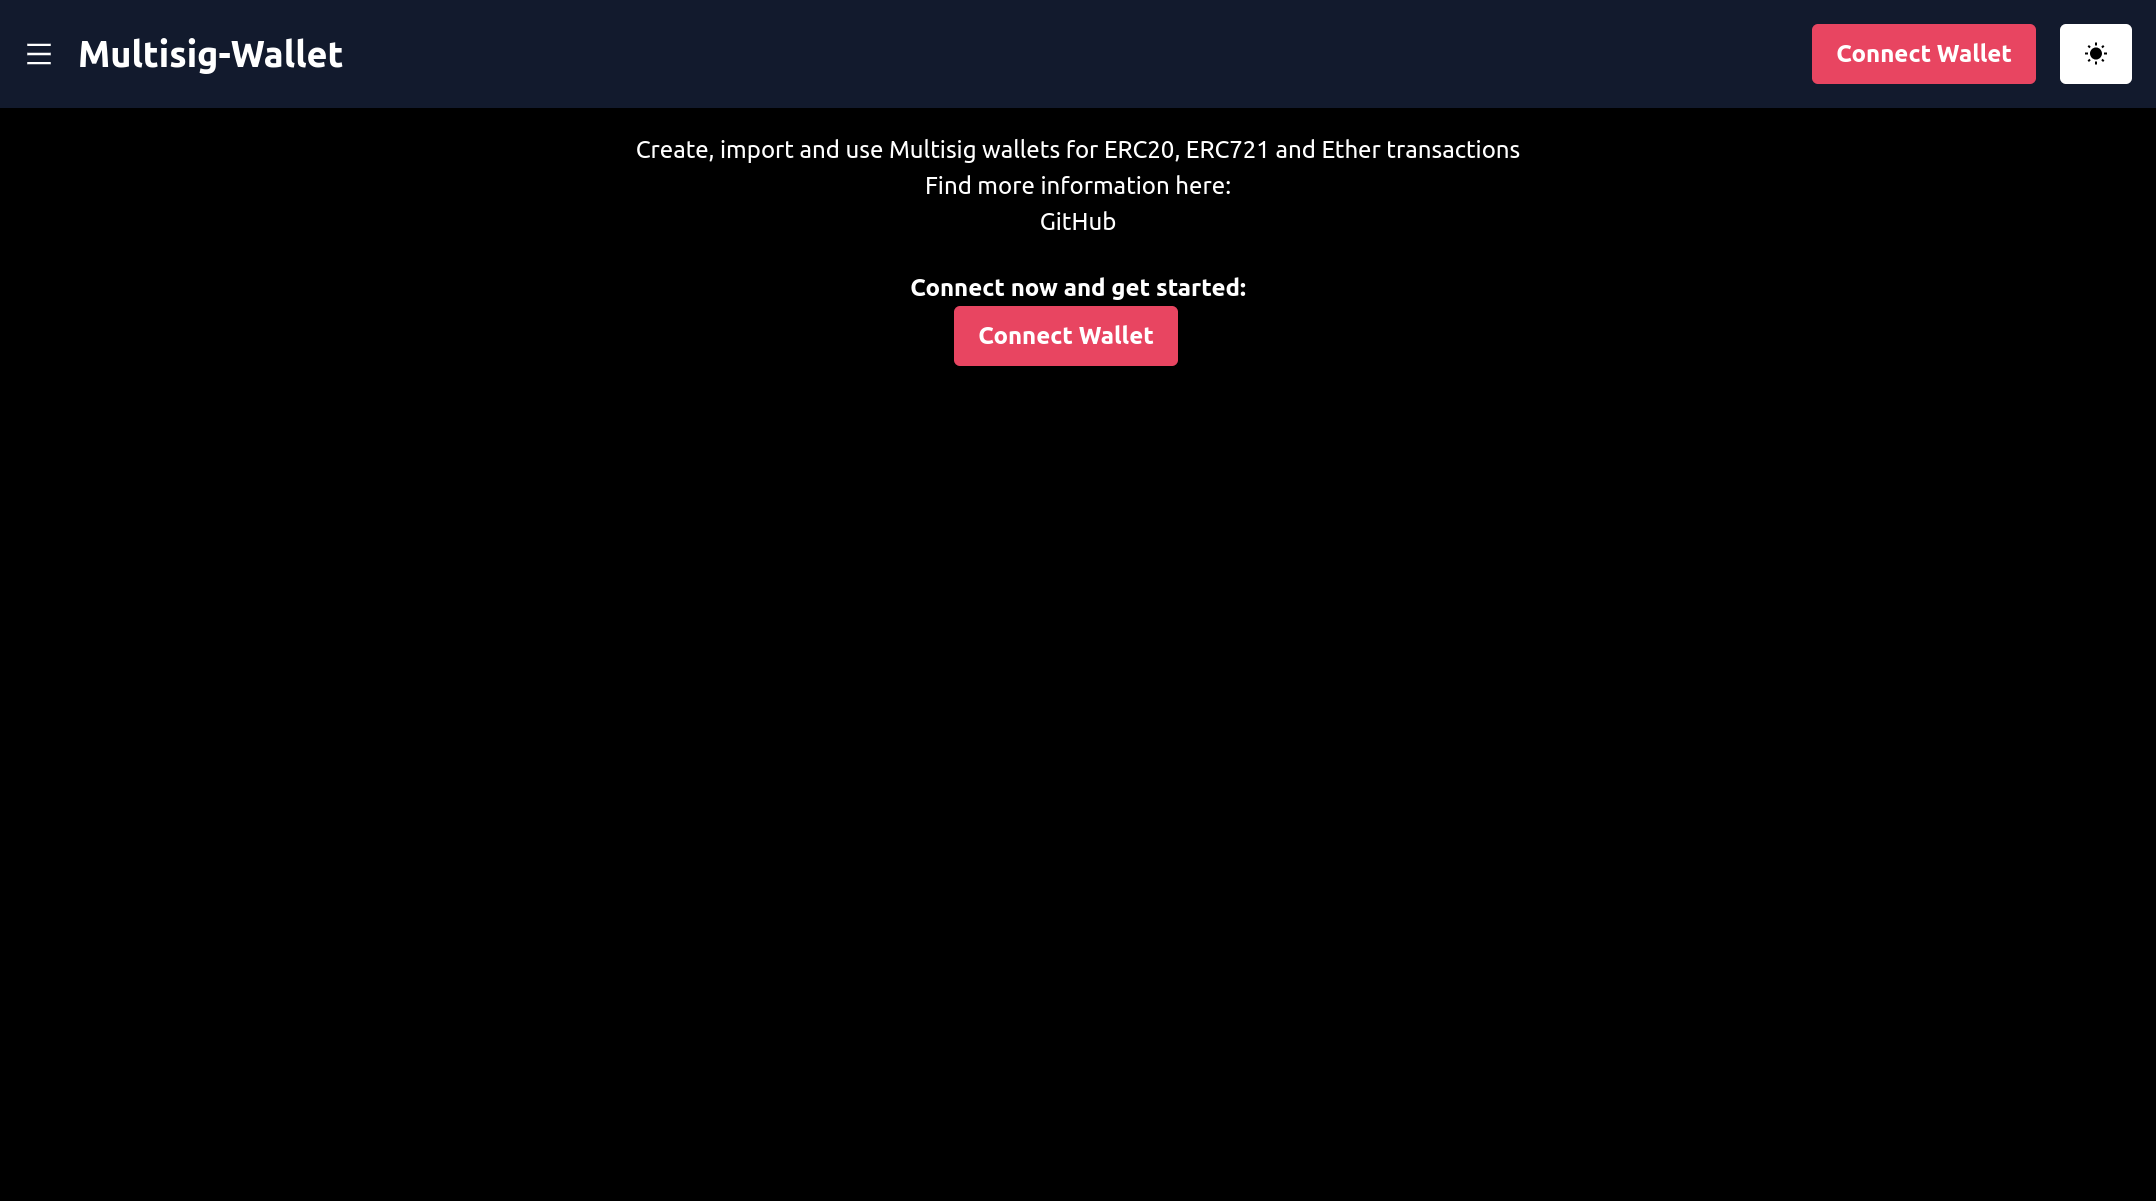 Multisig-Wallet
Connect Wallet
Create, import and use Multisig wallets for ERC20, ERC721 and Ether transactions
Find more information here:
GitHub
Connect now and get started:
Connect Wallet